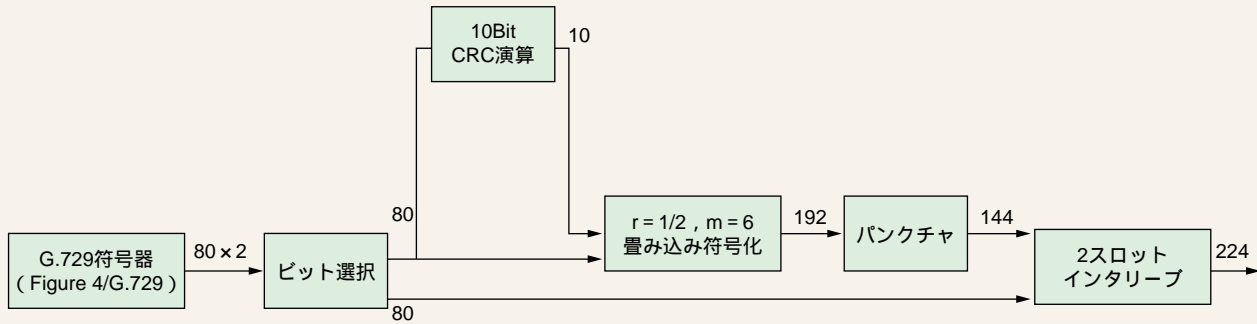 10Bit
CRC演算
10
80
G.729符号器
（Figure 4/G.729）
80×2
ビット選択
80
r = 1/2 , m = 6
畳み込み符号化
192
パンクチャ
144
2スロット
インタリーブ
224